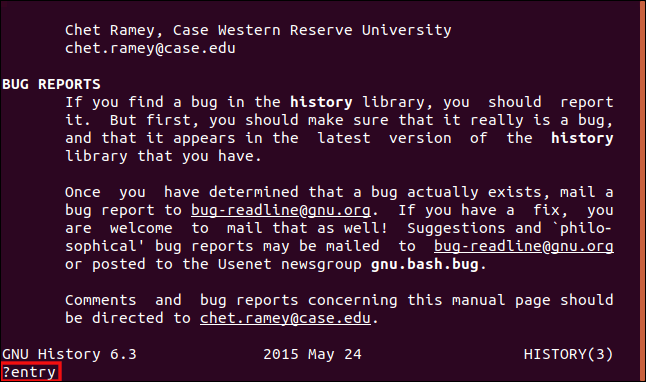 Chet Ramey, Case Western Reserve University
chet.ramey@case.edu
BUG REPORTS
If you find a bug in the history library, you  should  report
it.  But first, you should make sure that it really is a bug,
and that it appears in the  latest  version  of  the  history
library that you have.
Once  you  have determined that a bug actually exists, mail a
bug report to bug-readline@gnu.org.  If you have a  fix,  you
are  welcome  to  mail that as well!  Suggestions and `philo-
sophical' bug reports may be mailed  to  bug-readline@gnu.org
or posted to the Usenet newsgroup gnu.bash.bug.
Comments  and  bug reports concerning this manual page should
be directed to chet.ramey@case.edu.
GNU History 6.3                2015 May 24                    HISTORY(3)
?entry